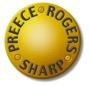 PREECE • ROGERS • SHARP •